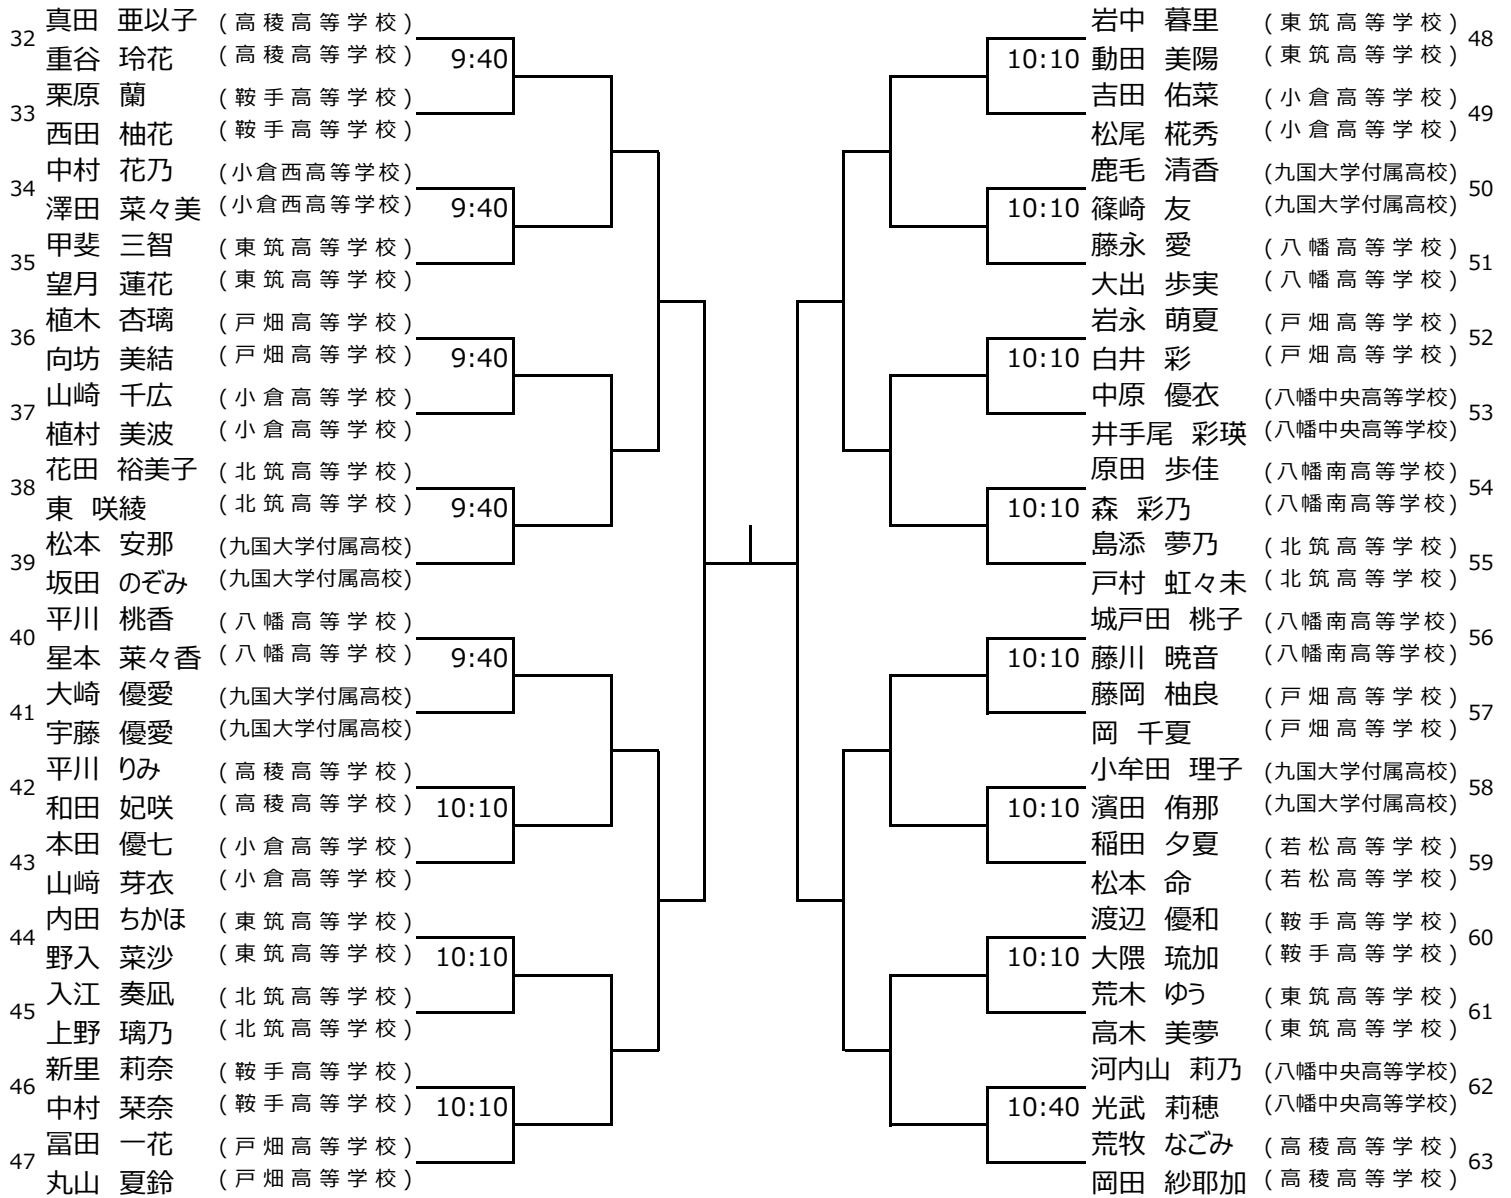 真田 亜以子 (高稜高等学校)
32
重谷 玲花 (高稜高等学校) 9:40
栗原 蘭 (鞍手高等学校)
33
西田 柚花 (鞍手高等学校)
中村 花乃 (小倉西高等学校)
34
澤田 菜々美 (小倉西高等学校) 9:40
甲斐 三智 (東筑高等学校)
35
望月 蓮花 (東筑高等学校)
植木 杏璃 (戸畑高等学校)
36
向坊 美結 (戸畑高等学校) 9:40
山崎 千広 (小倉高等学校)
37
植村 美波 (小倉高等学校)
花田 裕美子 (北筑高等学校)
38
東 咲綾 (北筑高等学校) 9:40
松本 安那 (九国大学付属高校)
39
坂田 のぞみ (九国大学付属高校)
平川 桃香 (八幡高等学校)
40
星本 菜々香 (八幡高等学校) 9:40
大崎 優愛 (九国大学付属高校)
41
宇藤 優愛 (九国大学付属高校)
平川 りみ (高稜高等学校)
42
和田 妃咲 (高稜高等学校) 10:10
本田 優七 (小倉高等学校)
43
山﨑 芽衣 (小倉高等学校)
内田 ちかほ (東筑高等学校)
44
野入 菜沙 (東筑高等学校) 10:10
入江 奏凪 (北筑高等学校)
45
上野 璃乃 (北筑高等学校)
新里 莉奈 (鞍手高等学校)
46
中村 栞奈 (鞍手高等学校) 10:10
冨田 一花 (戸畑高等学校)
47
丸山 夏鈴 (戸畑高等学校)
岩中 暮里 (東筑高等学校)
48
10:10 動田 美陽 (東筑高等学校)
吉田 佑菜 (小倉高等学校)
49
松尾 椛秀 (小倉高等学校)
鹿毛 清香 (九国大学付属高校)
50
10:10 篠崎 友 (九国大学付属高校)
藤永 愛 (八幡高等学校)
51
大出 歩実 (八幡高等学校)
岩永 萌夏 (戸畑高等学校)
52
10:10 白井 彩 (戸畑高等学校)
中原 優衣 (八幡中央高等学校)
53
井手尾 彩瑛 (八幡中央高等学校)
原田 歩佳 (八幡南高等学校)
54
10:10 森 彩乃 (八幡南高等学校)
島添 夢乃 (北筑高等学校)
55
戸村 虹々未 (北筑高等学校)
城戸田 桃子 (八幡南高等学校)
56
10:10 藤川 暁音 (八幡南高等学校)
藤岡 柚良 (戸畑高等学校)
57
岡 千夏 (戸畑高等学校)
小牟田 理子 (九国大学付属高校)
58
10:10 濱田 侑那 (九国大学付属高校)
稲田 夕夏 (若松高等学校)
59
松本 命 (若松高等学校)
渡辺 優和 (鞍手高等学校)
60
10:10 大隈 琉加 (鞍手高等学校)
荒木 ゆう (東筑高等学校)
61
高木 美夢 (東筑高等学校)
河内山 莉乃 (八幡中央高等学校)
62
10:40 光武 莉穂 (八幡中央高等学校)
荒牧 なごみ (高稜高等学校)
63
岡田 紗耶加 (高稜高等学校)